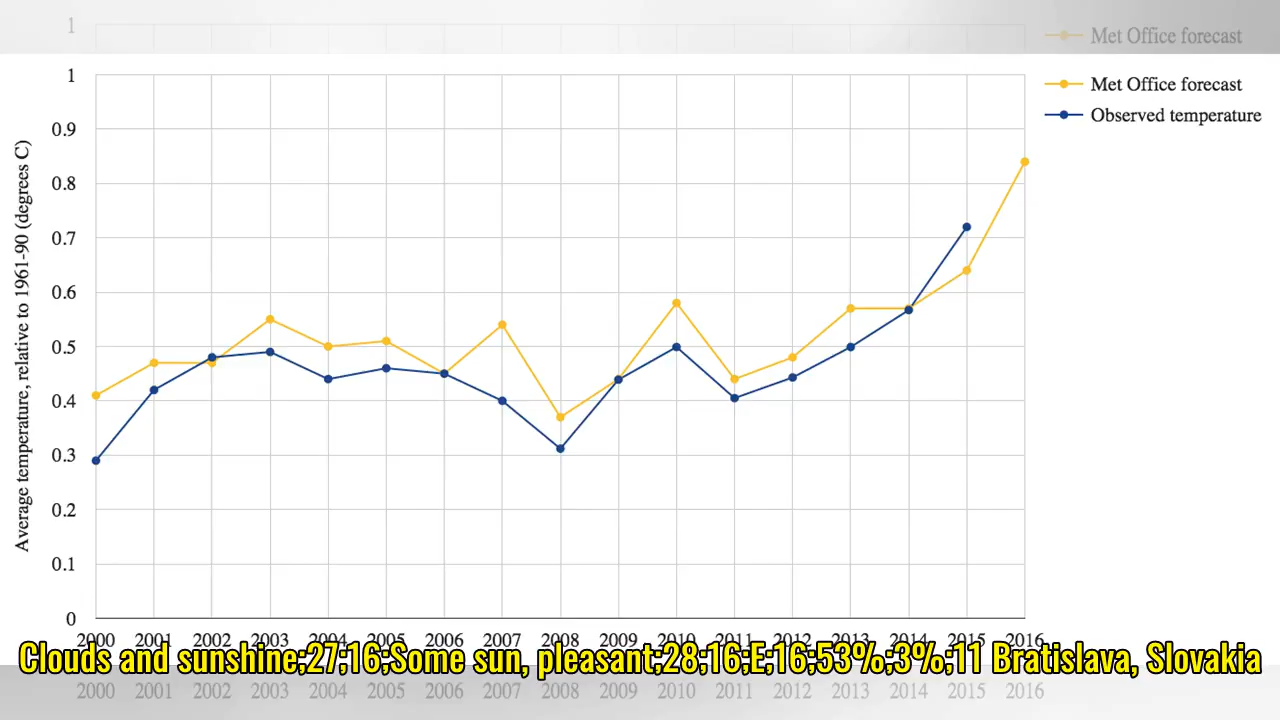 1
Met Office forecast
1
Met Office forecast
Observed temperature
0.9
0.8
0.7
0.6
0.5
0.4
0.3
0.2
0.1
0
Average temperature, relative to 1961-90 (degrees C)
2000 2001 2002 2003 2004 2005 2006 2007 2008 2009 2010 2011 2012 2013 2014 2015 2016
Clouds and sunshine;27;16;Some sun, pleasant;28;16;E;16;53%;3%;11 Bratislava, Slovakia
2000 2001 2002 2003 2004 2005 2006 2007 2008 2009 2010 2011 2012 2013 2014 2015 2016